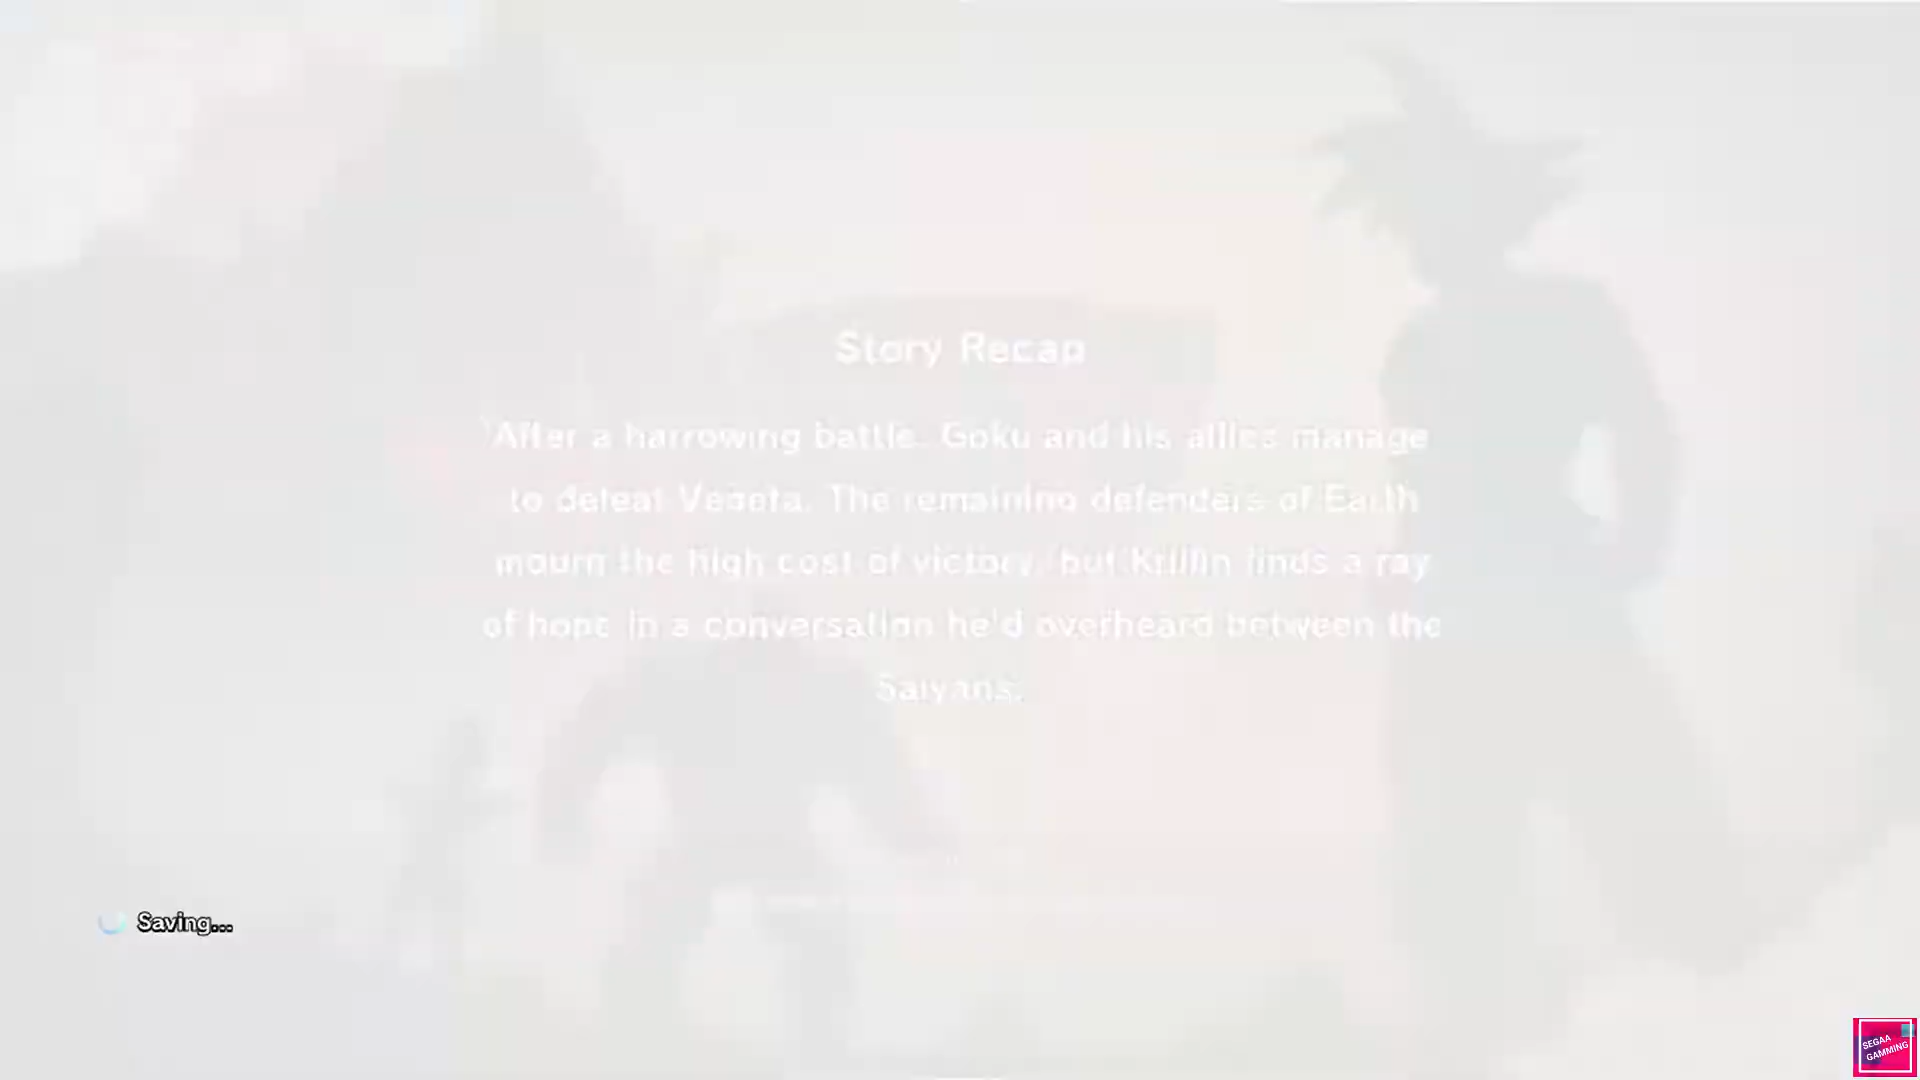 Story Recap
After a harrowing battle, Goku and his allies manage
to defeat Vegeta. The remaining defenders of Earth
mourn the high cost of victory, but Krillin finds a ray
of hope in a conversation he'd overheard between the
Saiyans.
Saving...
SEGAA
GAMMING